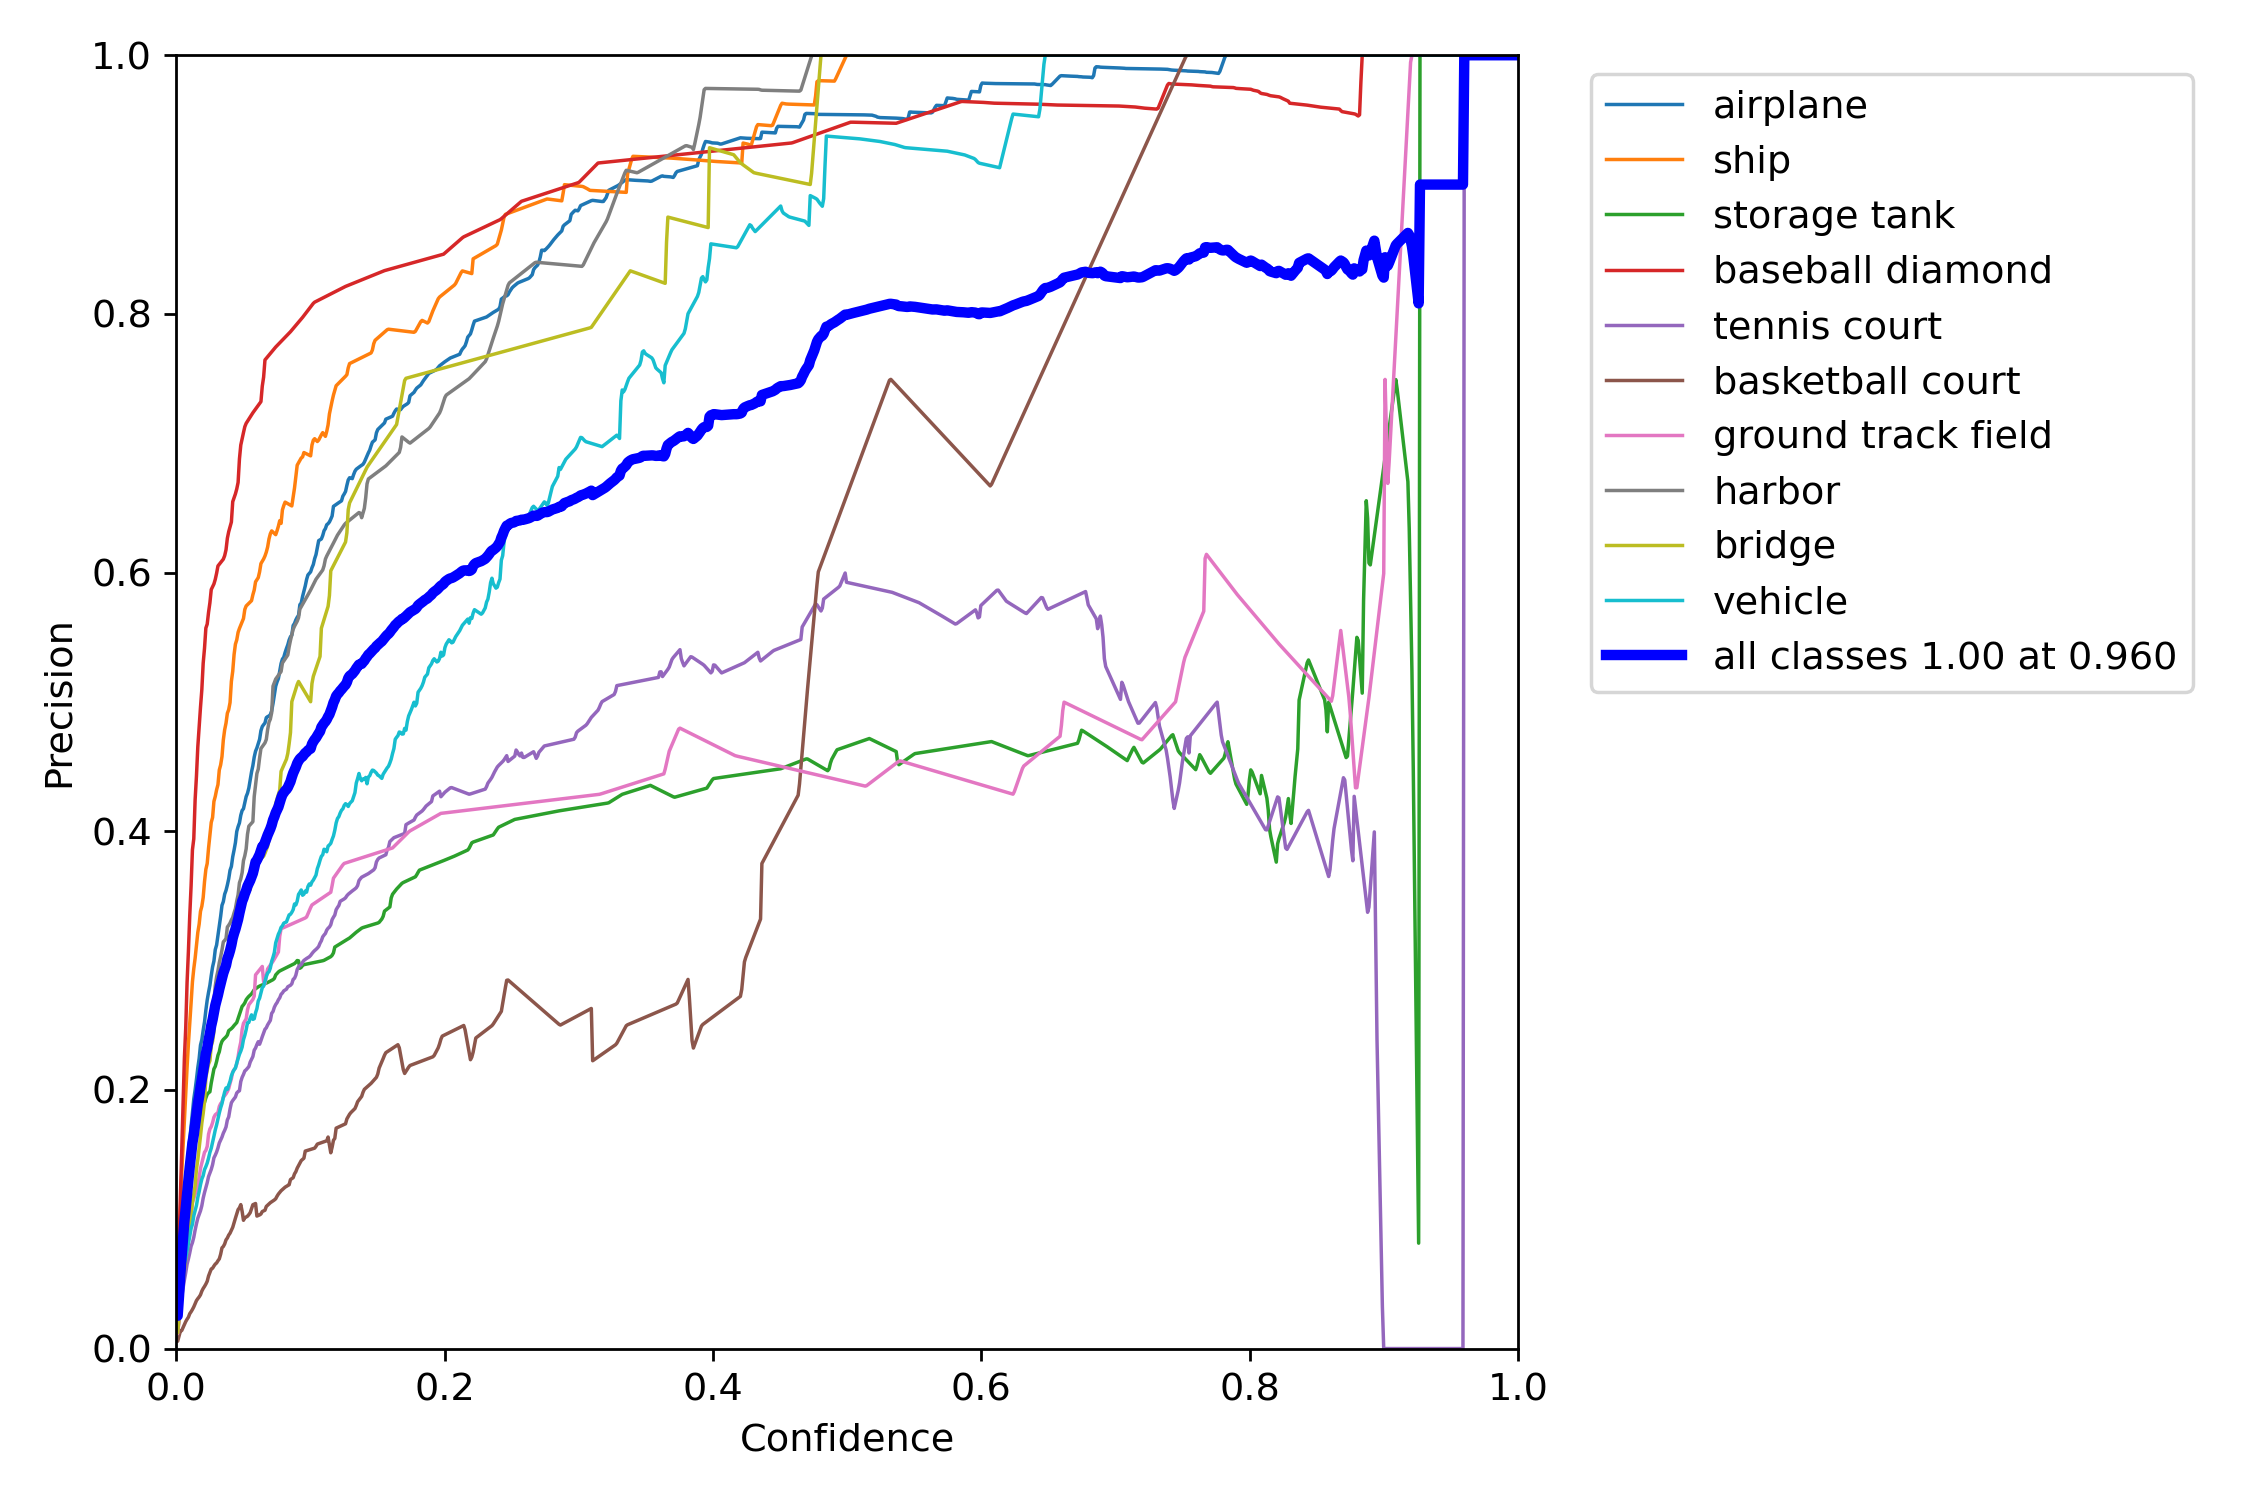 1.0
0.8
0.6
0.4
0.2
0.0
Precision
0.0 0.2 0.4 0.6 0.8 1.0
Confidence
airplane
ship
storage tank
baseball diamond
tennis court
basketball court
ground track field
harbor
bridge
vehicle
all classes 1.00 at 0.960